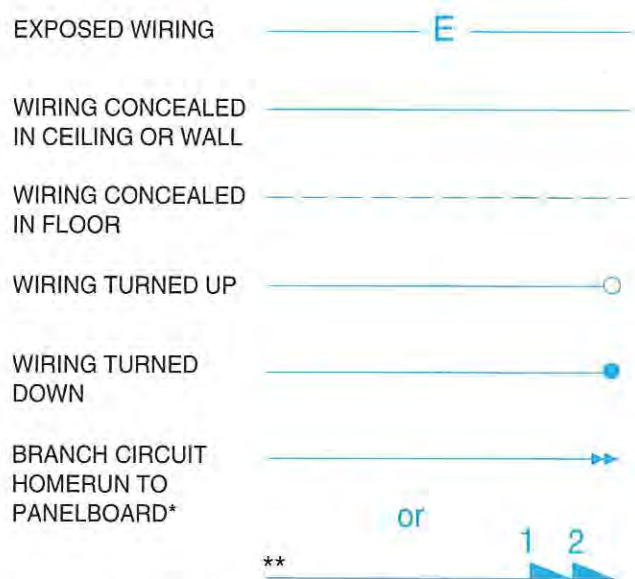 EXPOSED WIRING
E
WIRING CONCEALED
IN CEILING OR WALL
WIRING CONCEALED
IN FLOOR
WIRING TURNED UP
WIRING TURNED
DOWN
BRANCH CIRCUIT
HOMERUN TO
PANELBOARD*
or
1 2
**